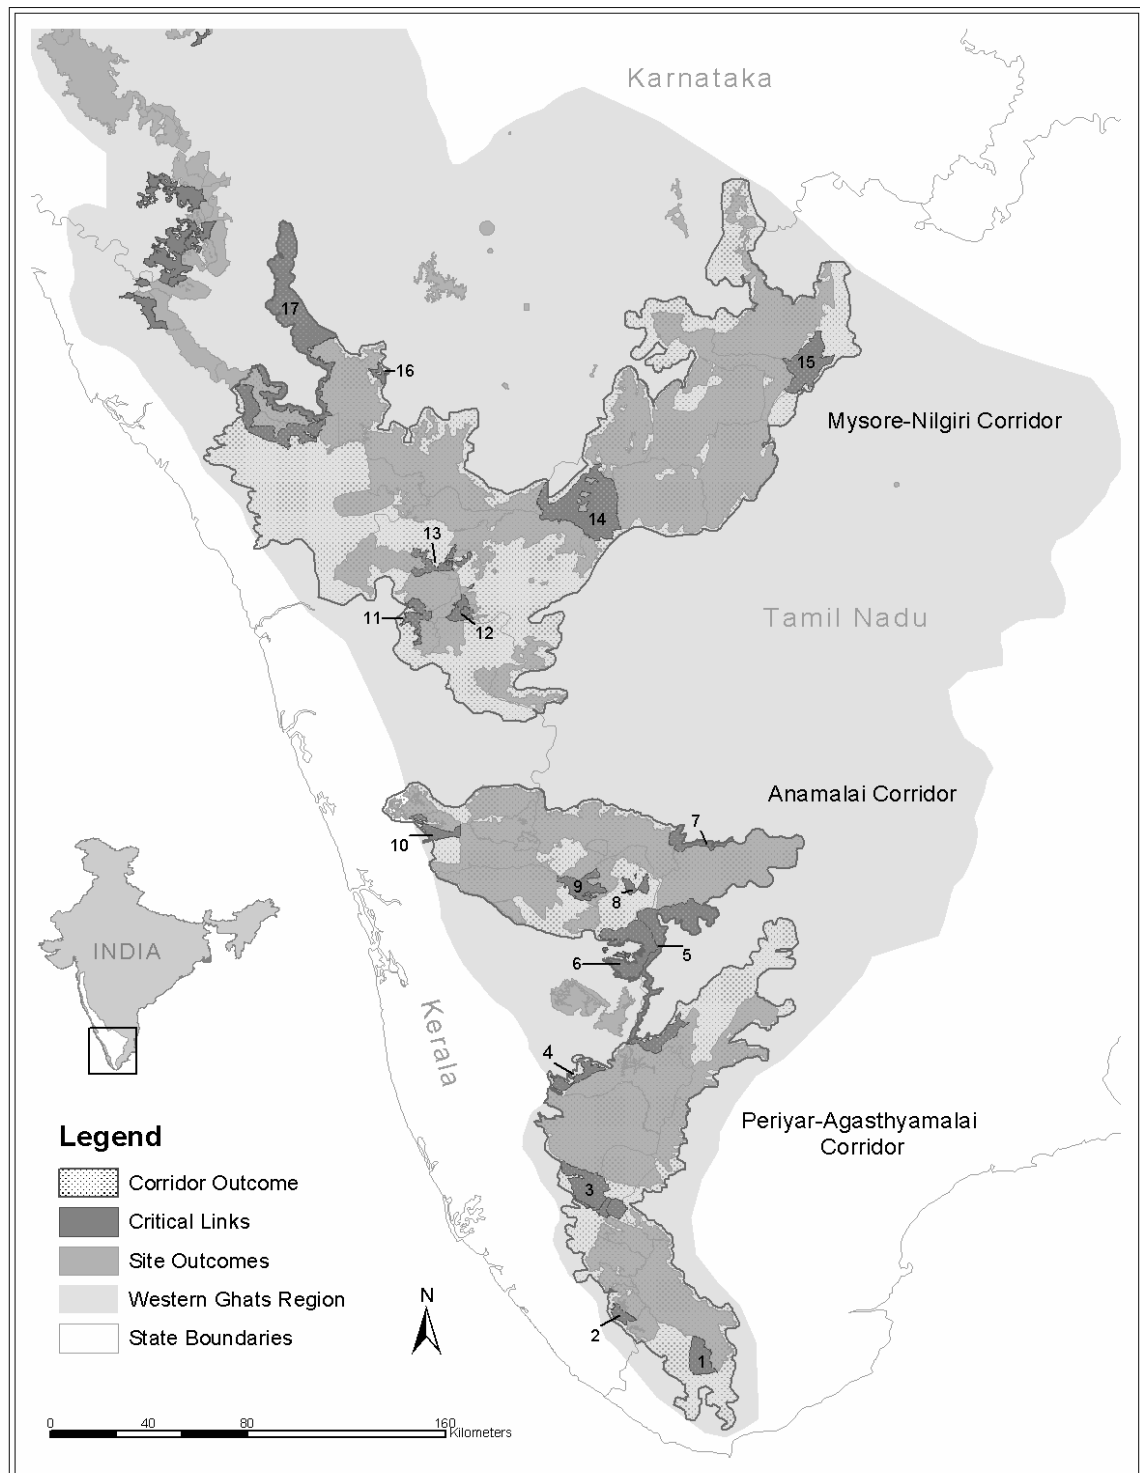 Karnataka
17
16
15
Mysore-Nilgiri Corridor
14
13
11
12
Tamil Nadu
Anamalai Corridor
7
10
9
8
5
6
Kerala
INDIA
4
Periyar-Agasthyamalai
Corridor
3
2
1
Legend
Corridor Outcome
Critical Links
Site Outcomes
Western Ghats Region
State Boundaries
N
0 40 80 160
Kilometers